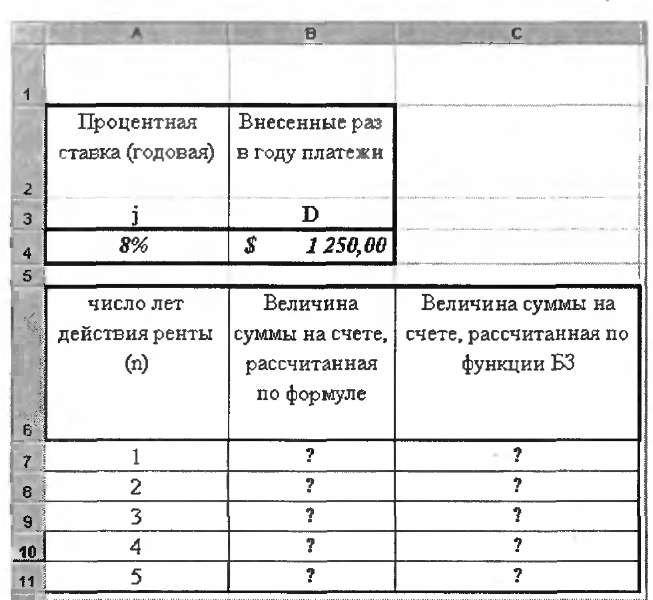 A B C
1
Процентная Внесенные раз
ставка (годовая) в году платежи
2
3 j D
4 8% $ 1 250,00
5
число лет Величина Величина суммы на
действия ренты суммы на счете, счете, рассчитанная по
(n) рассчитанная функции БЗ
по формуле
6
7 1 ? ?
8 2 ? ?
9 3 ? ?
10 4 ? ?
11 5 ? ?